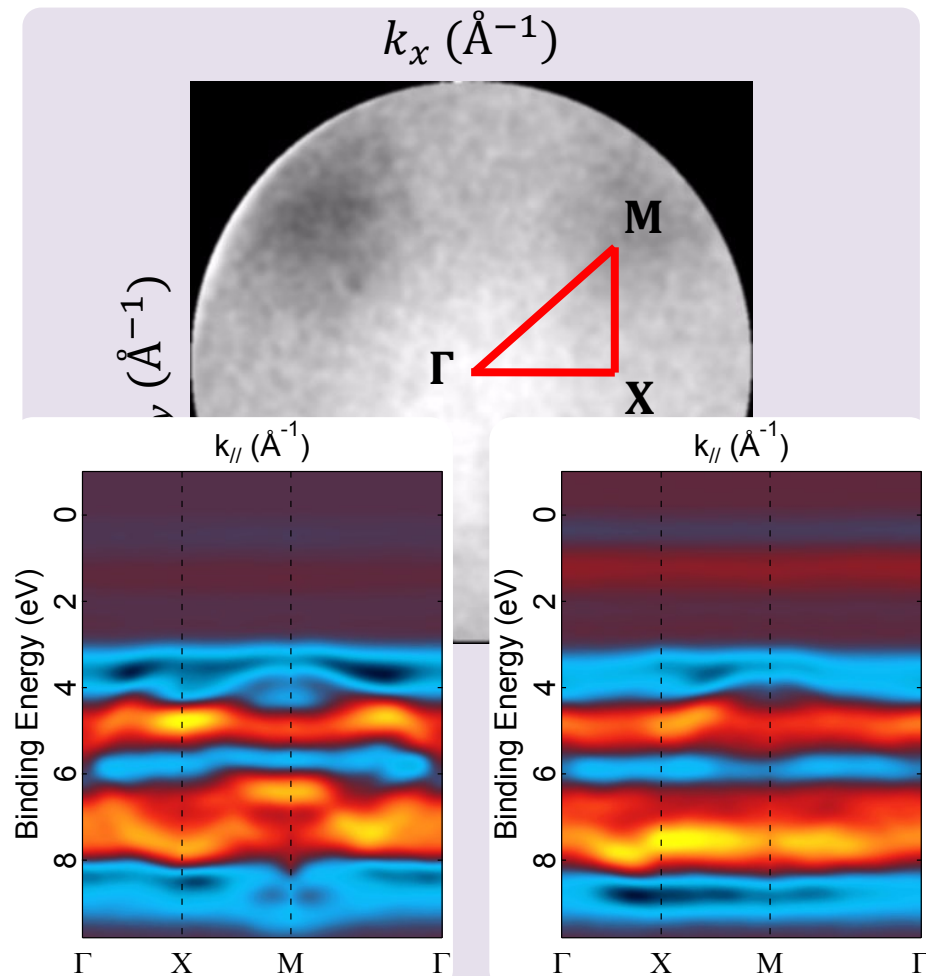 k_x (Å⁻¹)
M
(Å⁻¹)
Γ
X
k_// (Å⁻¹)
0
2
4
6
8
Binding Energy (eV)
Γ X M Γ
k_// (Å⁻¹)
0
2
4
6
8
Binding Energy (eV)
Γ X M Γ